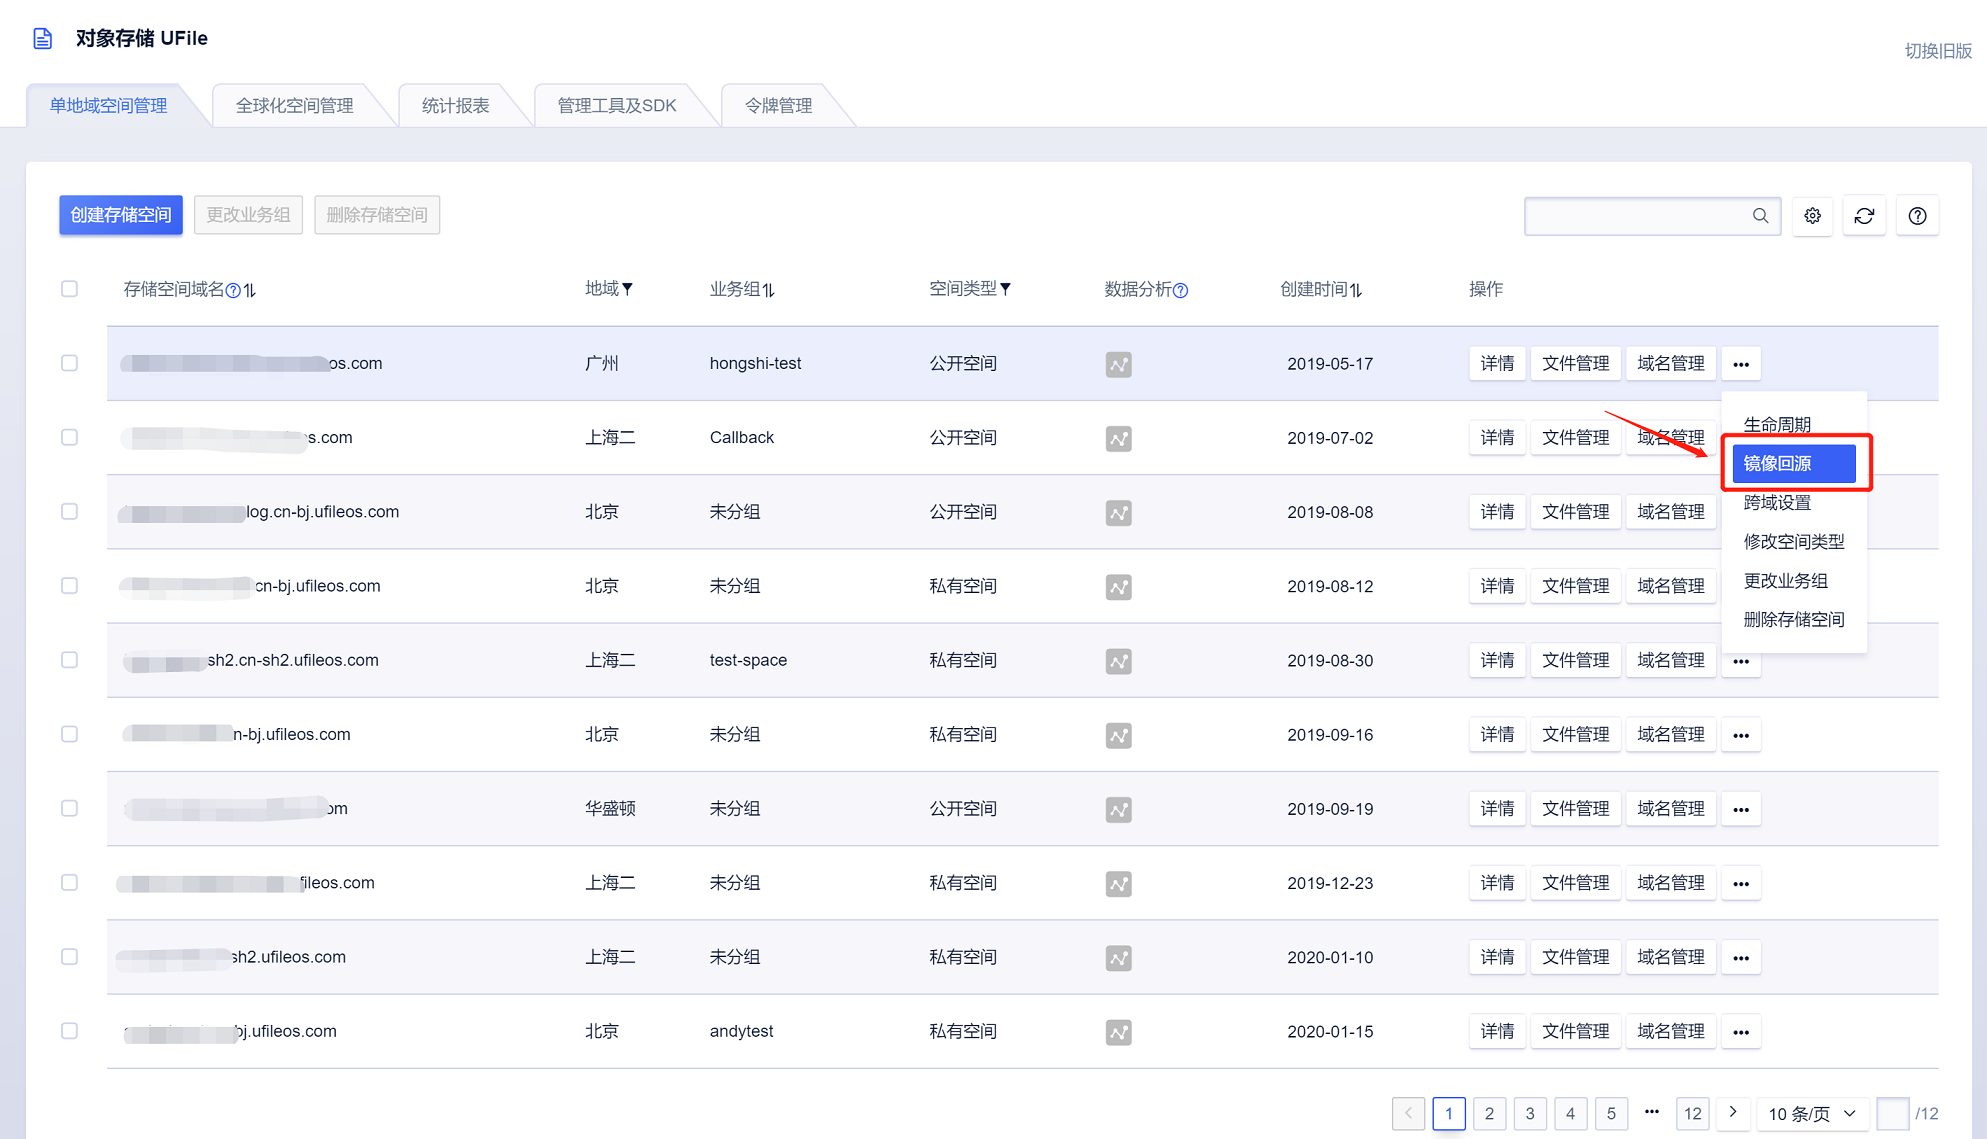 对象存储 UFile
切换旧版
单地域空间管理 全球化空间管理 统计报表 管理工具及SDK 令牌管理
创建存储空间 更改业务组 删除存储空间
存储空间域名 地域 业务组 空间类型 数据分析 创建时间 操作
os.com 广州 hongshi-test 公开空间 2019-05-17 详情 文件管理 域名管理 •••
生命周期
s.com 上海二 Callback 公开空间 2019-07-02 详情 文件管理 域名管理
镜像回源
跨域设置
log.cn-bj.ufileos.com 北京 未分组 公开空间 2019-08-08 详情 文件管理 域名管理
修改空间类型
cn-bj.ufileos.com 北京 未分组 私有空间 2019-08-12 详情 文件管理 域名管理
更改业务组
删除存储空间
sh2.cn-sh2.ufileos.com 上海二 test-space 私有空间 2019-08-30 详情 文件管理 域名管理 •••
n-bj.ufileos.com 北京 未分组 私有空间 2019-09-16 详情 文件管理 域名管理 •••
om 华盛顿 未分组 公开空间 2019-09-19 详情 文件管理 域名管理 •••
fileos.com 上海二 未分组 私有空间 2019-12-23 详情 文件管理 域名管理 •••
sh2.ufileos.com 上海二 未分组 私有空间 2020-01-10 详情 文件管理 域名管理 •••
bj.ufileos.com 北京 andytest 私有空间 2020-01-15 详情 文件管理 域名管理 •••
< 1 2 3 4 5 ••• 12 > 10 条/页 /12